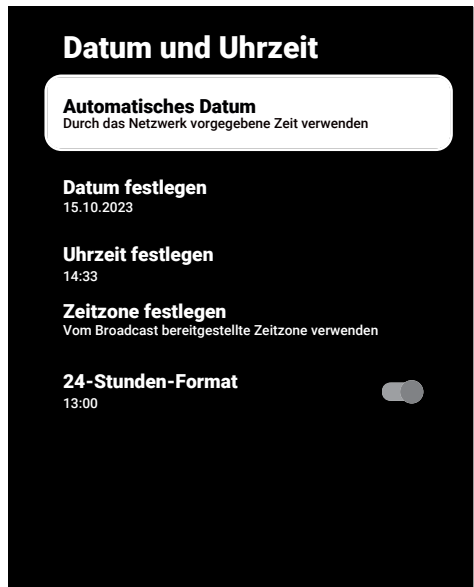 Datum und Uhrzeit
Automatisches Datum
Durch das Netzwerk vorgegebene Zeit verwenden
Datum festlegen
15.10.2023
Uhrzeit festlegen
14:33
Zeitzone festlegen
Vom Broadcast bereitgestellte Zeitzone verwenden
24-Stunden-Format
13:00